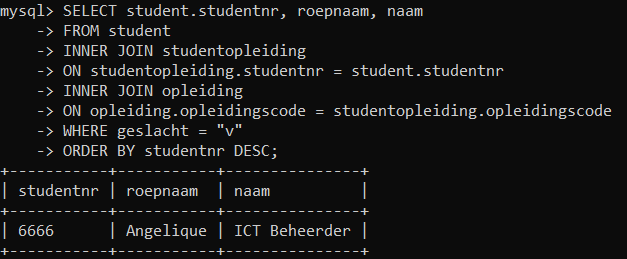 mysql> SELECT student.studentnr, roepnaam, naam
    -> FROM student
    -> INNER JOIN studentopleiding
    -> ON studentopleiding.studentnr = student.studentnr
    -> INNER JOIN opleiding
    -> ON opleiding.opleidingscode = studentopleiding.opleidingscode
    -> WHERE geslacht = "v"
    -> ORDER BY studentnr DESC;
+-----------+-----------+---------------+
| studentnr | roepnaam  | naam          |
+-----------+-----------+---------------+
| 6666      | Angelique | ICT Beheerder |
+-----------+-----------+---------------+